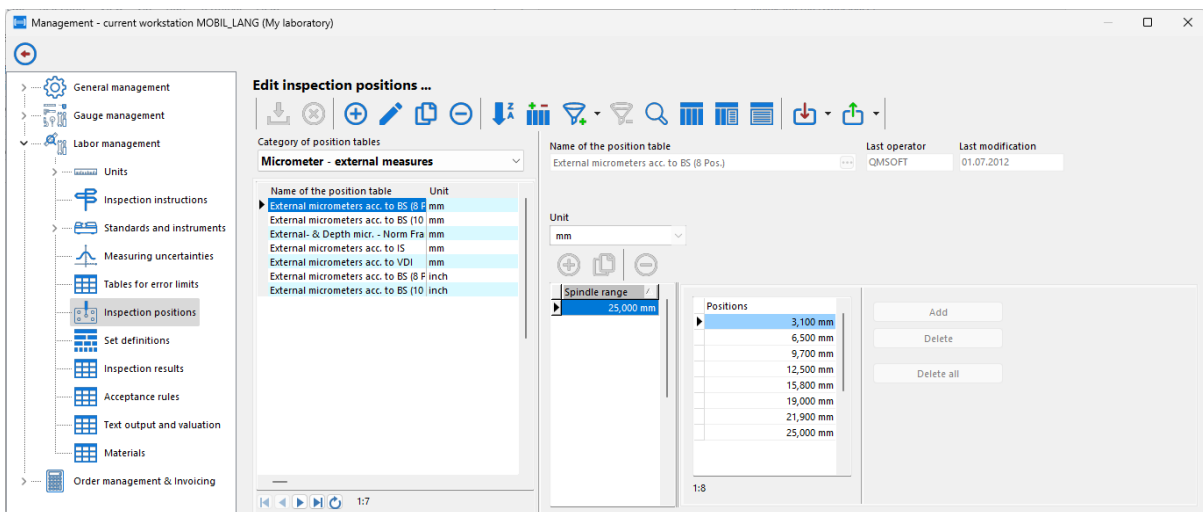 Management - current workstation MOBIL_LANG (My laboratory)
General management
Gauge management
Labor management
Units
Inspection instructions
Standards and instruments
Measuring uncertainties
Tables for error limits
Inspection positions
Set definitions
Inspection results
Acceptance rules
Text output and valuation
Materials
Order management & Invoicing
Edit inspection positions ...
Category of position tables
Micrometer - external measures
Name of the position table Unit
External micrometers acc. to BS (8 P mm
External micrometers acc. to BS (10 mm
External- & Depth micr. - Norm Fra mm
External micrometers acc. to IS mm
External micrometers acc. to VDI mm
External micrometers acc. to BS (8 P inch
External micrometers acc. to BS (10 inch
1:7
Name of the position table Last operator Last modification
External micrometers acc. to BS (8 Pos.) ... QMSOFT 01.07.2012
Unit
mm
Spindle range
25,000 mm
Positions
3,100 mm
6,500 mm
9,700 mm
12,500 mm
15,800 mm
19,000 mm
21,900 mm
25,000 mm
1:8
Add
Delete
Delete all